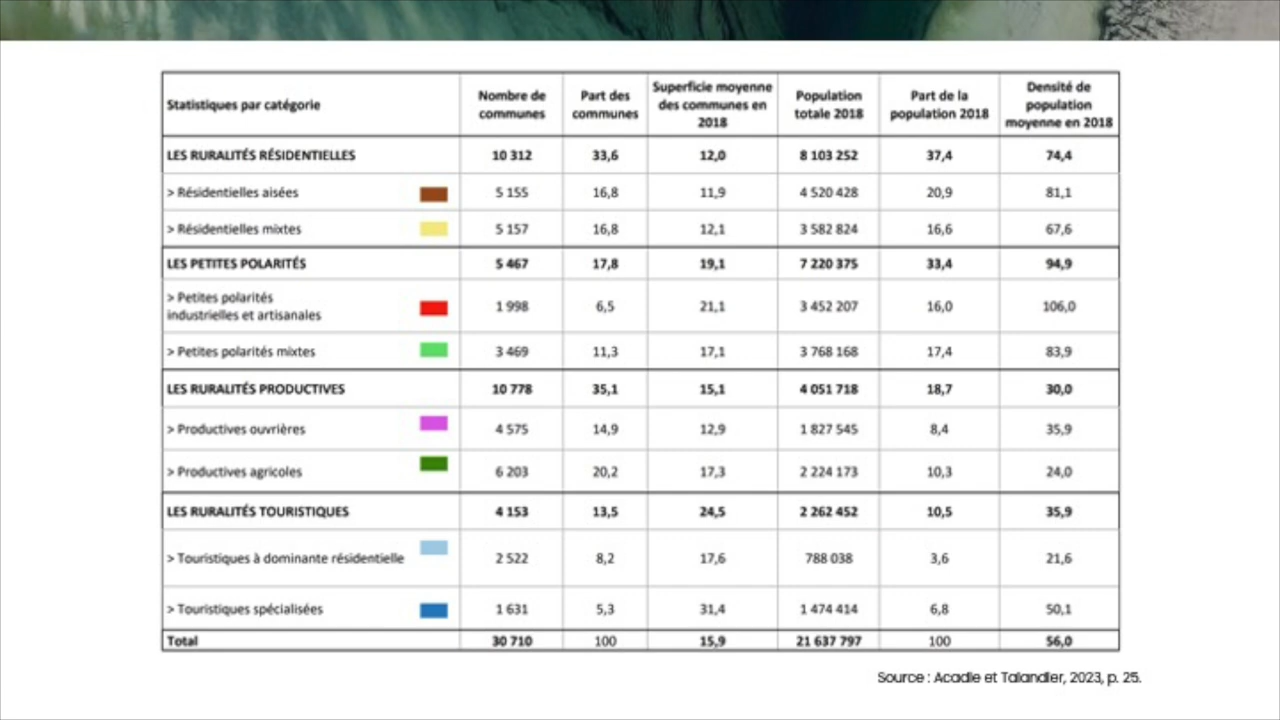 Statistiques par catégorie Nombre de communes Part des communes Superficie moyenne des communes en 2018 Population totale 2018 Part de la population 2018 Densité de population moyenne en 2018
LES RURALITÉS RÉSIDENTIELLES 10 312 33,6 12,0 8 103 252 37,4 74,4
> Résidentielles aisées 5 155 16,8 11,9 4 520 428 20,9 81,1
> Résidentielles mixtes 5 157 16,8 12,1 3 582 824 16,6 67,6
LES PETITES POLARITÉS 5 467 17,8 19,1 7 220 375 33,4 94,9
> Petites polarités
industrielles et artisanales 1 998 6,5 21,1 3 452 207 16,0 106,0
> Petites polarités mixtes 3 469 11,3 17,1 3 768 168 17,4 83,9
LES RURALITÉS PRODUCTIVES 10 778 35,1 15,1 4 051 718 18,7 30,0
> Productives ouvrières 4 575 14,9 12,9 1 827 545 8,4 35,9
> Productives agricoles 6 203 20,2 17,3 2 224 173 10,3 24,0
LES RURALITÉS TOURISTIQUES 4 153 13,5 24,5 2 262 452 10,5 35,9
> Touristiques à dominante résidentielle 2 522 8,2 17,6 788 038 3,6 21,6
> Touristiques spécialisées 1 631 5,3 31,4 1 474 414 6,8 50,1
Total 30 710 100 15,9 21 637 797 100 56,0
Source : Acadie et Talandier, 2023, p. 25.